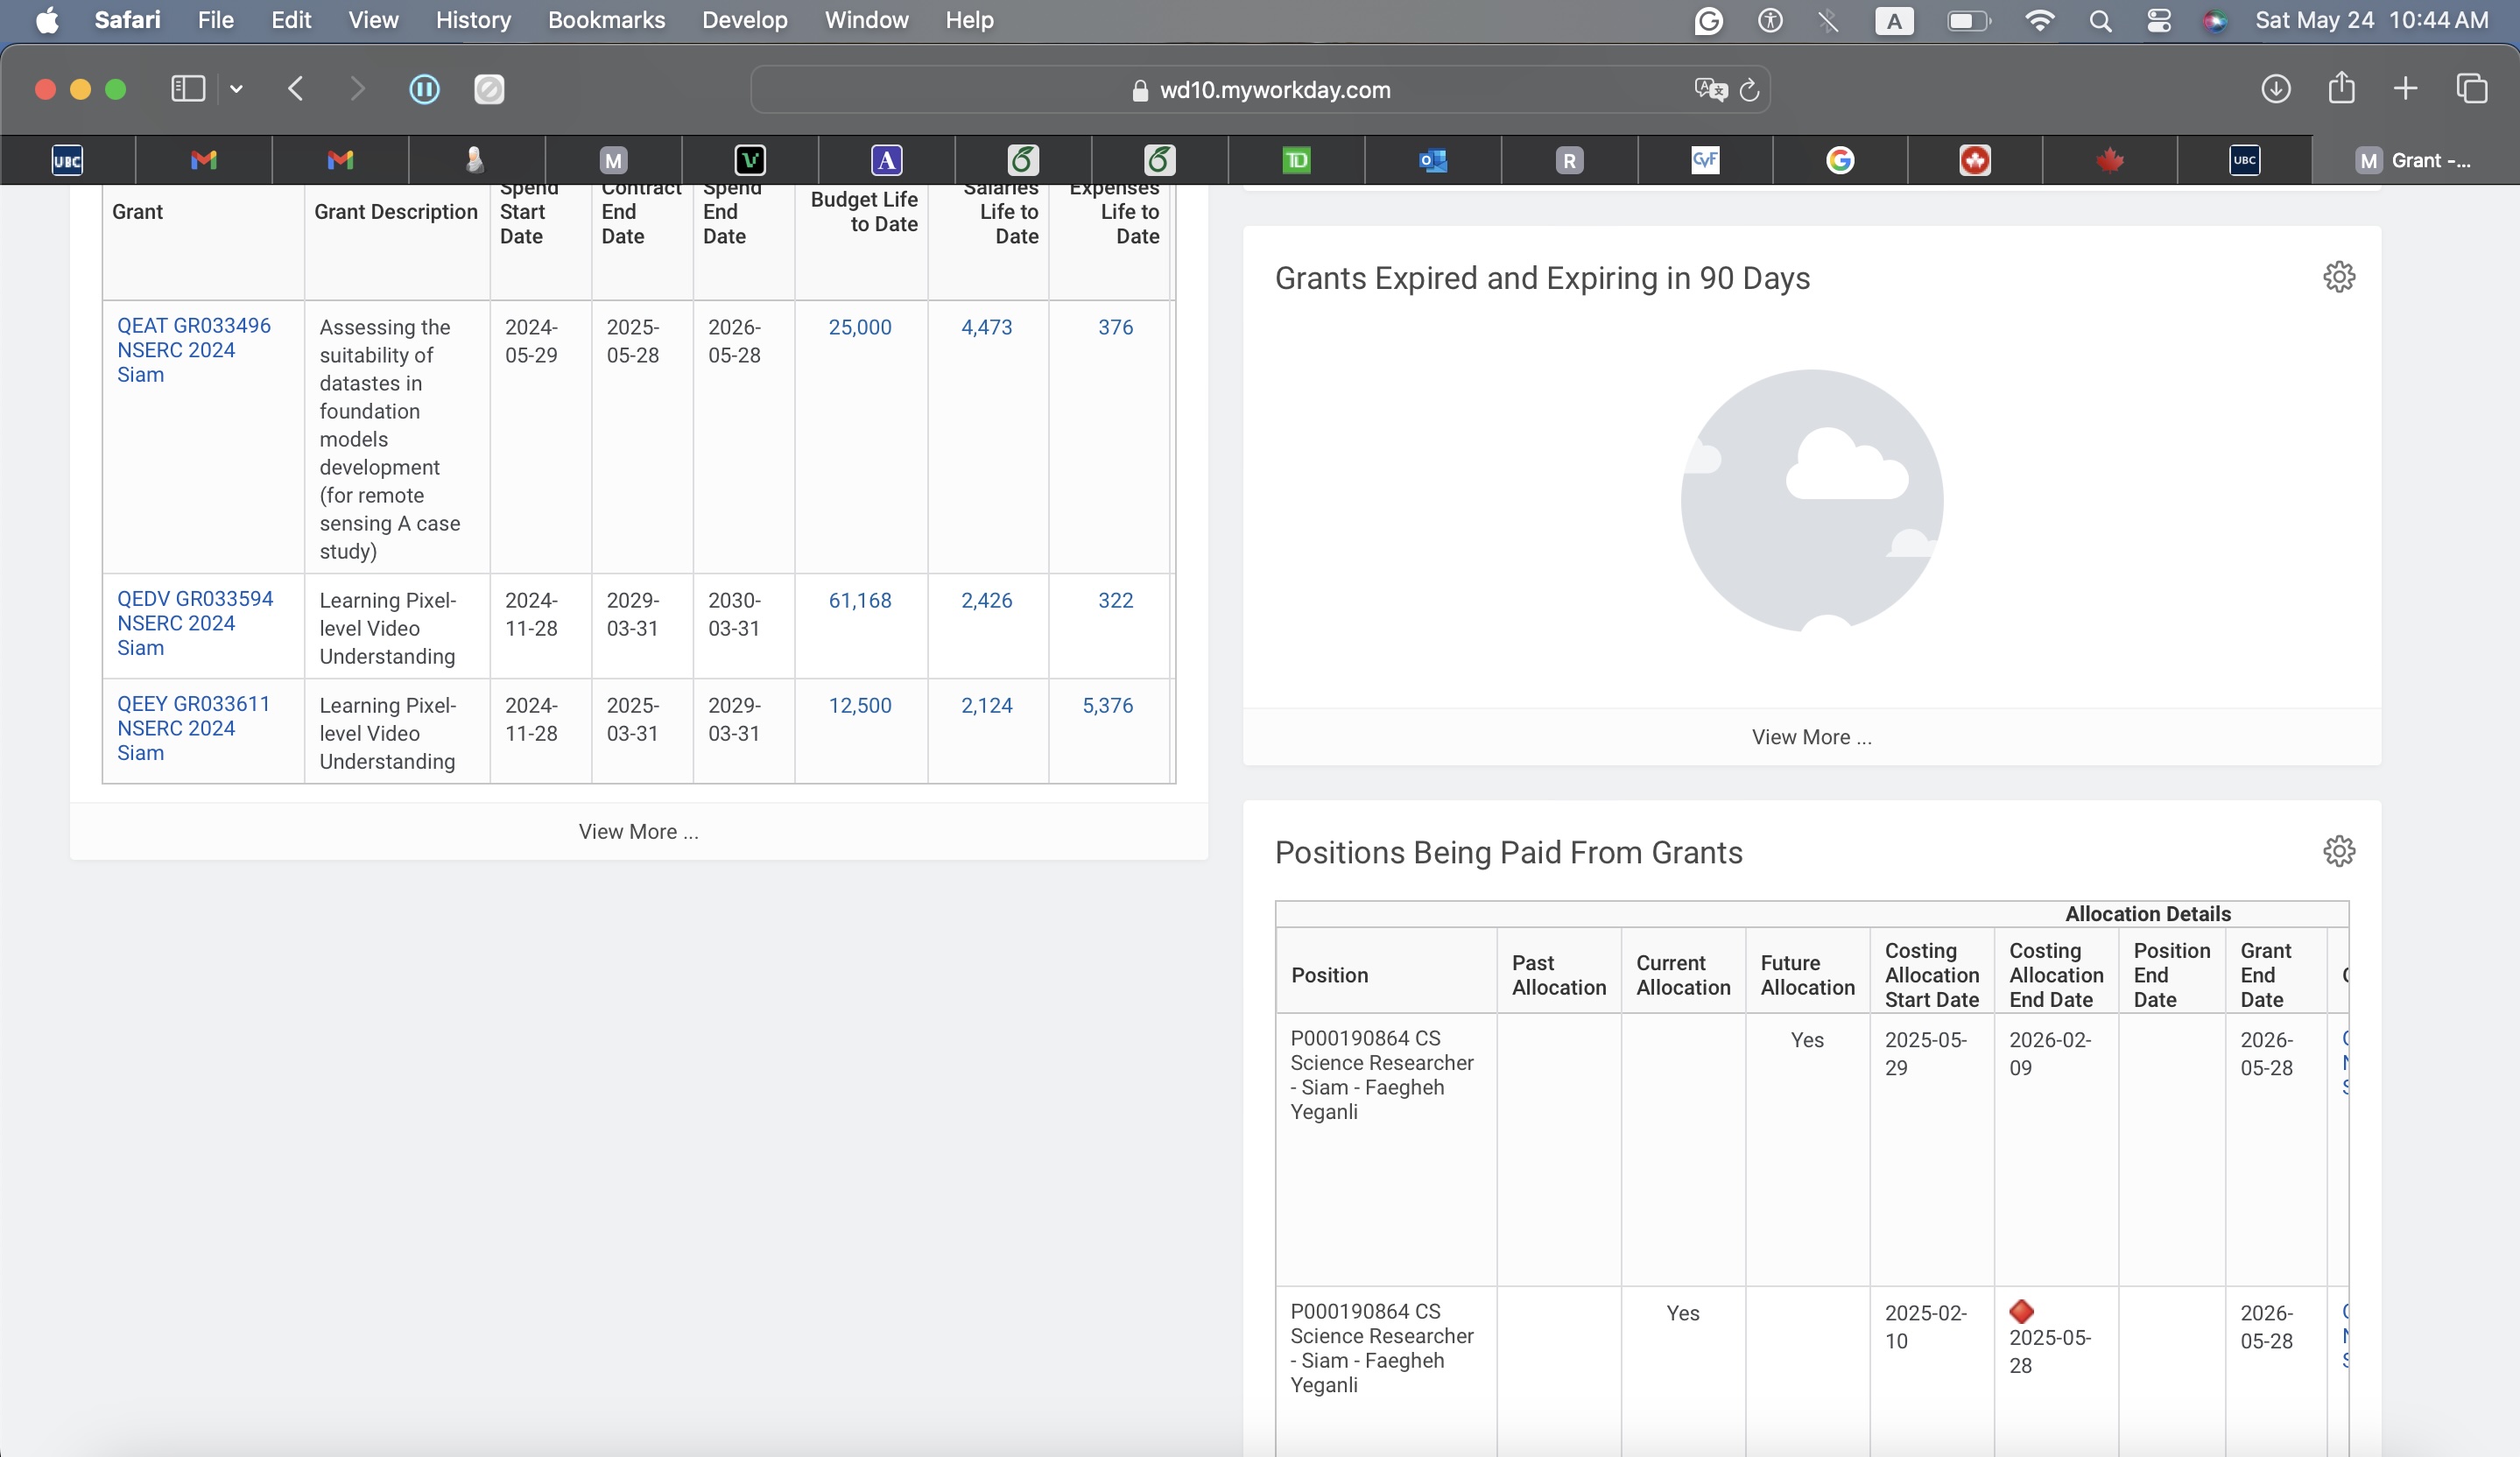 Safari File Edit View History Bookmarks Develop Window Help
A
Sat May 24 10:44 AM
wd10.myworkday.com
UBC
M
A
TD
R
CVF
UBC
M Grant -...
Grant
Grant Description
Spend
Start
Date
Contract
End
Date
Spend
End
Date
Budget Life
to Date
Salaries
Life to
Date
Expenses
Life to
Date
QEAT GR033496
NSERC 2024
Siam
Assessing the
suitability of
datastes in
foundation
models
development
(for remote
sensing A case
study)
2024-
05-29
2025-
05-28
2026-
05-28
25,000
4,473
376
QEDV GR033594
NSERC 2024
Siam
Learning Pixel-
level Video
Understanding
2024-
11-28
2029-
03-31
2030-
03-31
61,168
2,426
322
QEEY GR033611
NSERC 2024
Siam
Learning Pixel-
level Video
Understanding
2024-
11-28
2025-
03-31
2029-
03-31
12,500
2,124
5,376
View More ...
Grants Expired and Expiring in 90 Days
View More ...
Positions Being Paid From Grants
Allocation Details
Position
Past
Allocation
Current
Allocation
Future
Allocation
Costing
Allocation
Start Date
Costing
Allocation
End Date
Position
End
Date
Grant
End
Date
P000190864 CS
Science Researcher
- Siam - Faegheh
Yeganli
Yes
2025-05-
29
2026-02-
09
2026-
05-28
P000190864 CS
Science Researcher
- Siam - Faegheh
Yeganli
Yes
2025-02-
10
2025-05-
28
2026-
05-28